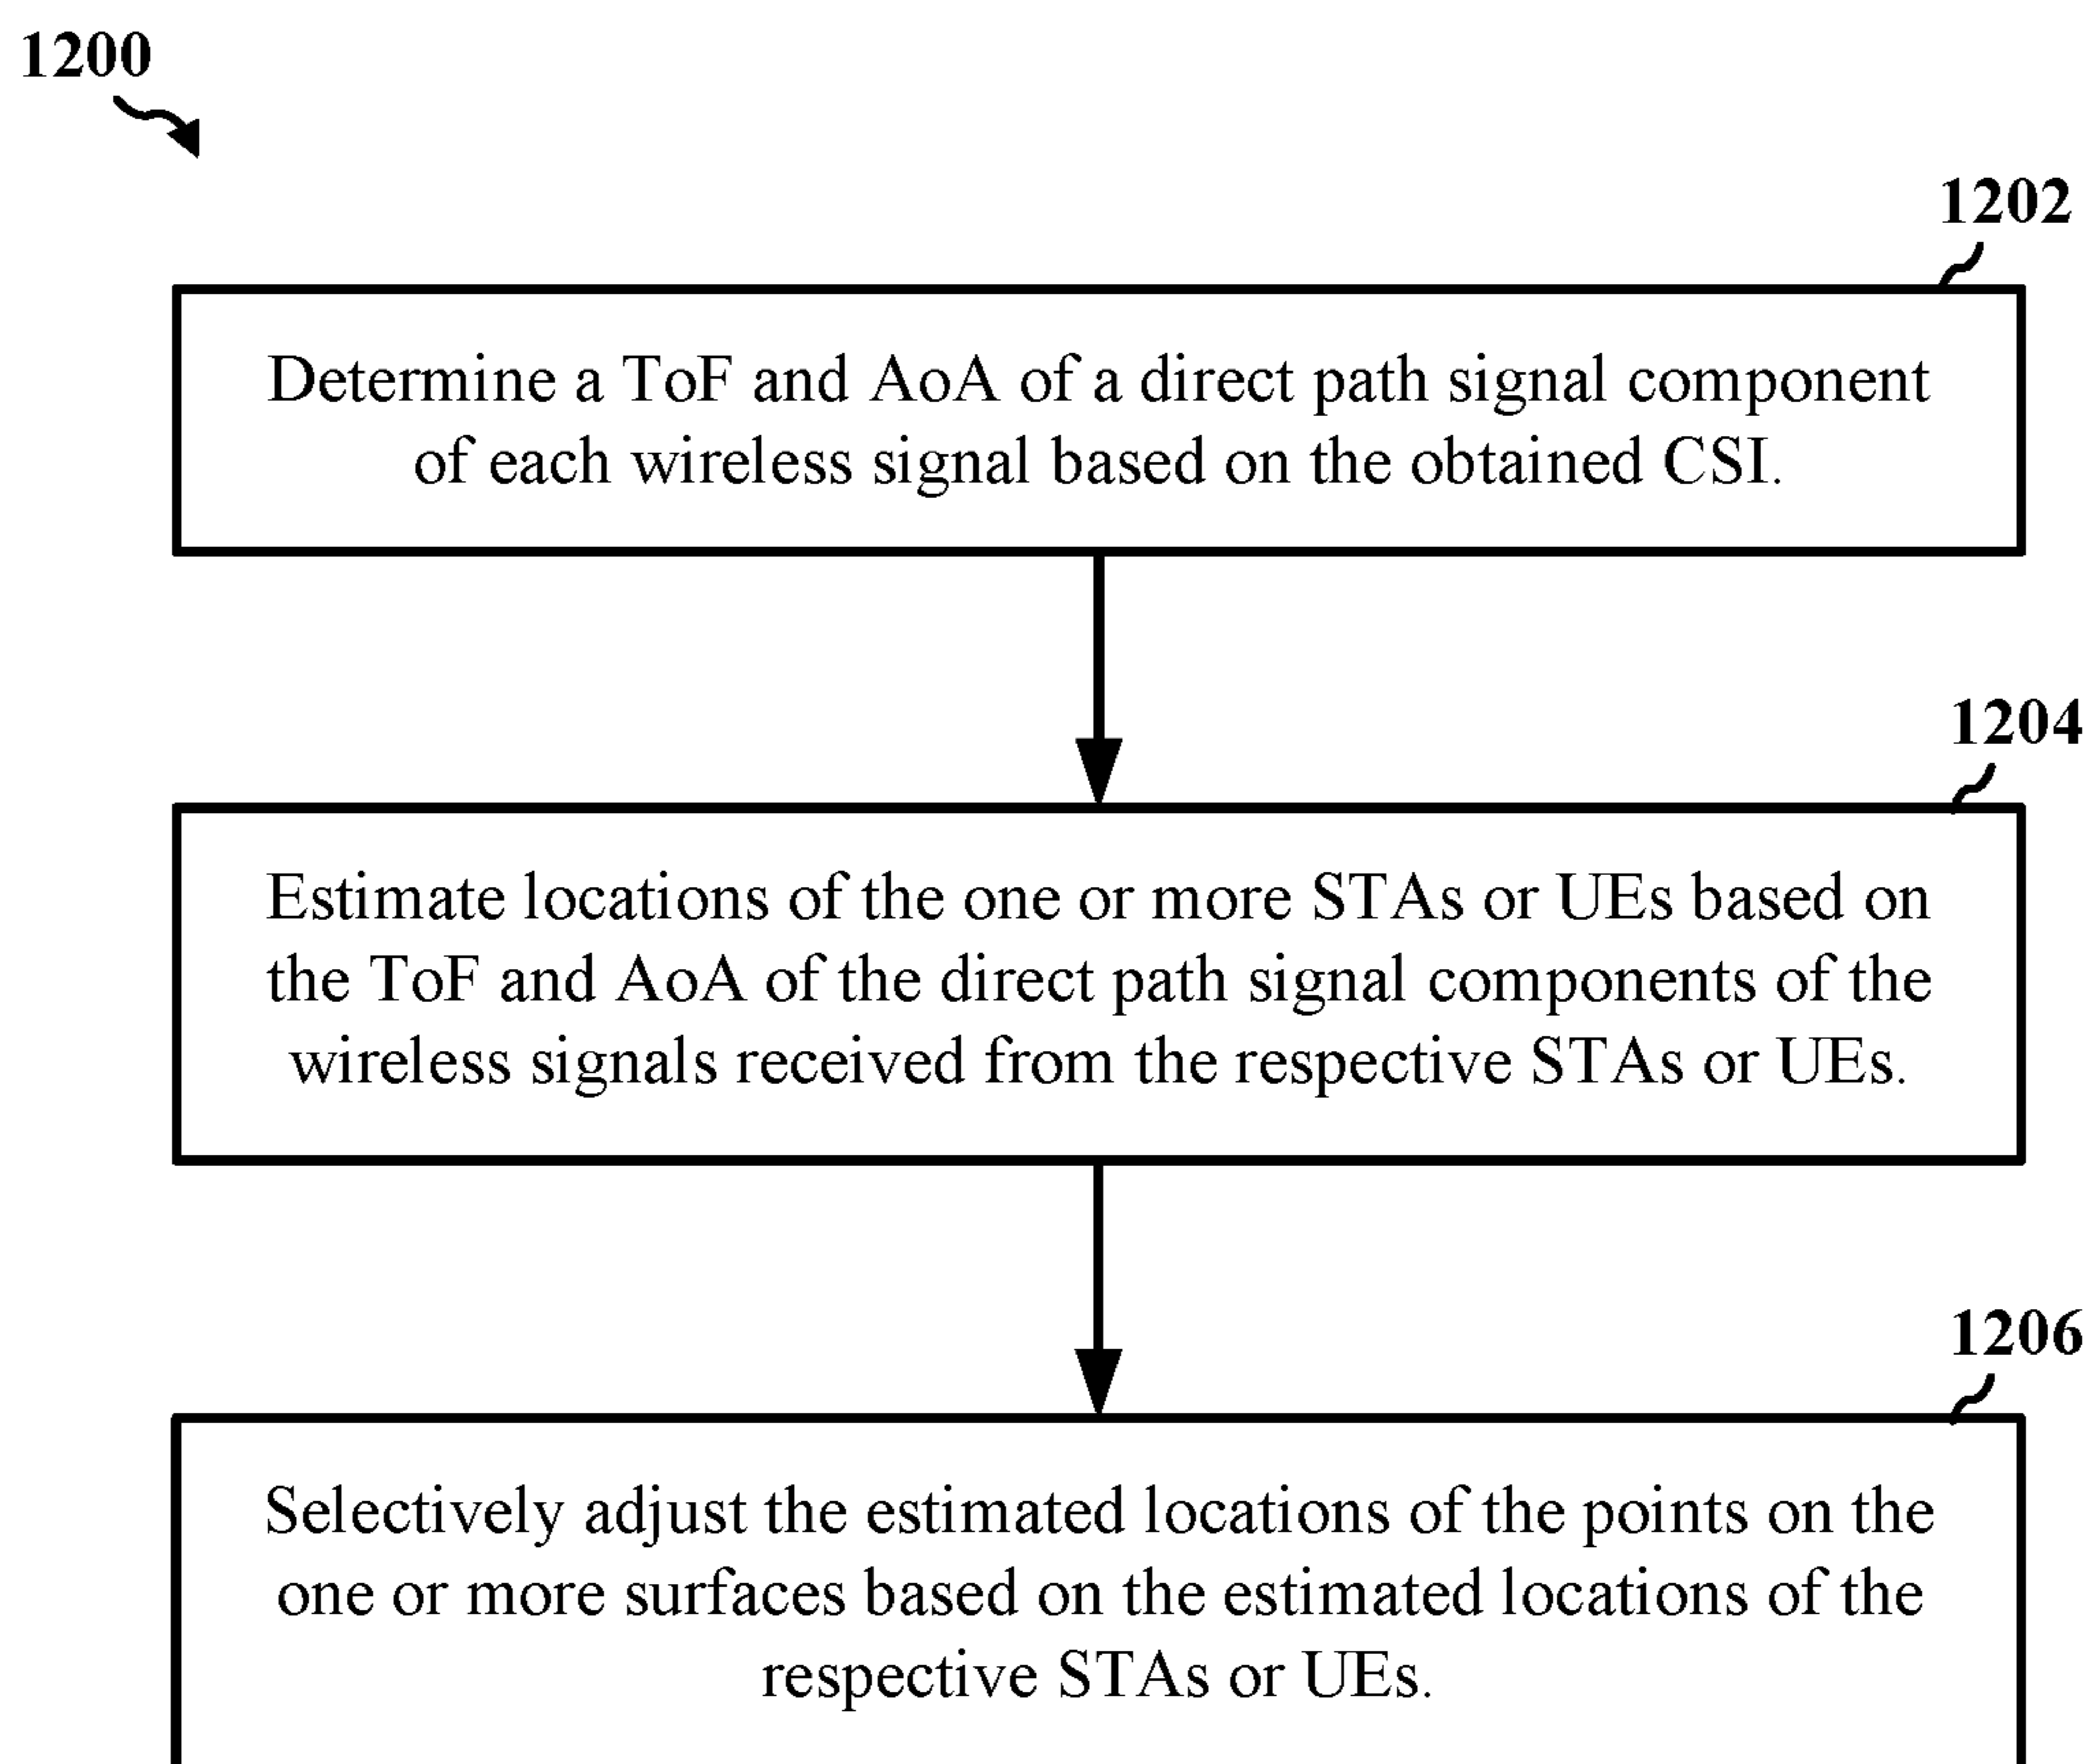 1200
1202
Determine a ToF and AoA of a direct path signal component
of each wireless signal based on the obtained CSI.
1204
Estimate locations of the one or more STAs or UEs based on
the ToF and AoA of the direct path signal components of the
wireless signals received from the respective STAs or UEs.
1206
Selectively adjust the estimated locations of the points on the
one or more surfaces based on the estimated locations of the
respective STAs or UEs.